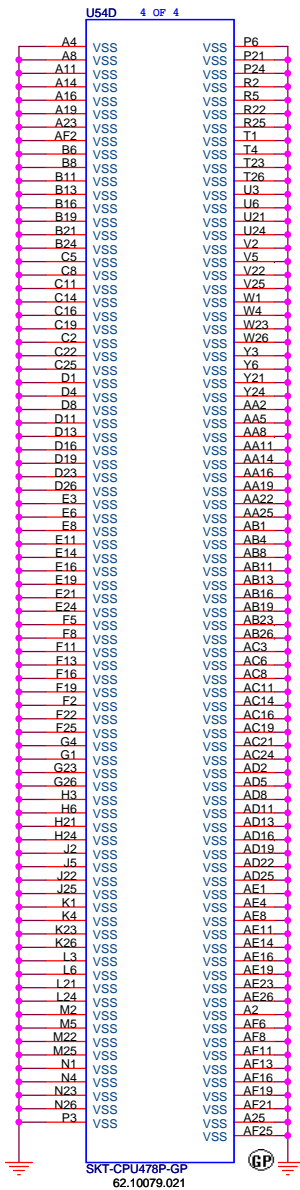 U54D 4 OF 4
A4 VSS VSS P6
A8 VSS VSS P21
A11 VSS VSS P24
A14 VSS VSS R2
A16 VSS VSS R5
A19 VSS VSS R22
A23 VSS VSS R25
AF2 VSS VSS T1
B6 VSS VSS T4
B8 VSS VSS T23
B11 VSS VSS T26
B13 VSS VSS U3
B16 VSS VSS U6
B19 VSS VSS U21
B21 VSS VSS U24
B24 VSS VSS V2
C5 VSS VSS V5
C8 VSS VSS V22
C11 VSS VSS V25
C14 VSS VSS W1
C16 VSS VSS W4
C19 VSS VSS W23
C2 VSS VSS W26
C22 VSS VSS Y3
C25 VSS VSS Y6
D1 VSS VSS Y21
D4 VSS VSS Y24
D8 VSS VSS AA2
D11 VSS VSS AA5
D13 VSS VSS AA8
D16 VSS VSS AA11
D19 VSS VSS AA14
D23 VSS VSS AA16
D26 VSS VSS AA19
E3 VSS VSS AA22
E6 VSS VSS AA25
E8 VSS VSS AB1
E11 VSS VSS AB4
E14 VSS VSS AB8
E16 VSS VSS AB11
E19 VSS VSS AB13
E21 VSS VSS AB16
E24 VSS VSS AB19
F5 VSS VSS AB23
F8 VSS VSS AB26
F11 VSS VSS AC3
F13 VSS VSS AC6
F16 VSS VSS AC8
F19 VSS VSS AC11
F2 VSS VSS AC14
F22 VSS VSS AC16
F25 VSS VSS AC19
G4 VSS VSS AC21
G1 VSS VSS AC24
G23 VSS VSS AD2
G26 VSS VSS AD5
H3 VSS VSS AD8
H6 VSS VSS AD11
H21 VSS VSS AD13
H24 VSS VSS AD16
J2 VSS VSS AD19
J5 VSS VSS AD22
J22 VSS VSS AD25
J25 VSS VSS AE1
K1 VSS VSS AE4
K4 VSS VSS AE8
K23 VSS VSS AE11
K26 VSS VSS AE14
L3 VSS VSS AE16
L6 VSS VSS AE19
L21 VSS VSS AE23
L24 VSS VSS AE26
M2 VSS VSS A2
M5 VSS VSS AF6
M22 VSS VSS AF8
M25 VSS VSS AF11
N1 VSS VSS AF13
N4 VSS VSS AF16
N23 VSS VSS AF19
N26 VSS VSS AF21
P3 VSS VSS A25
VSS AF25
GP
SKT-CPU478P-GP
62.10079.021